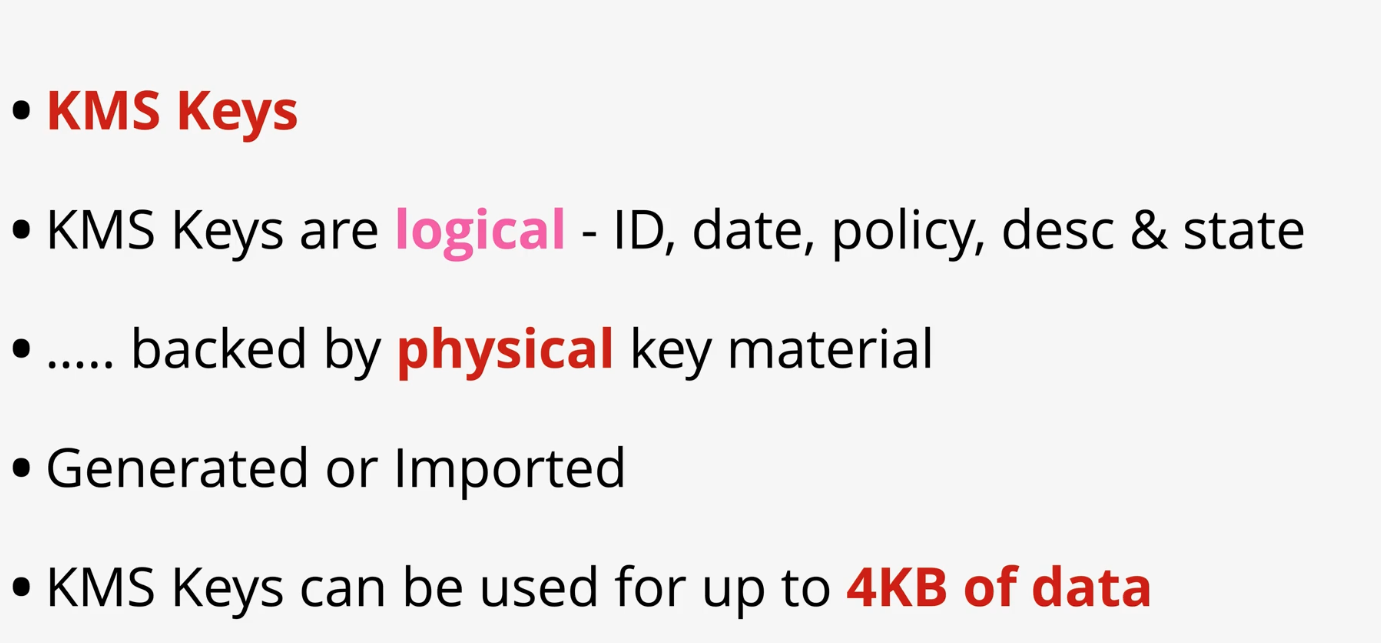 • KMS Keys
• KMS Keys are logical - ID, date, policy, desc & state
• ..... backed by physical key material
• Generated or Imported
• KMS Keys can be used for up to 4KB of data